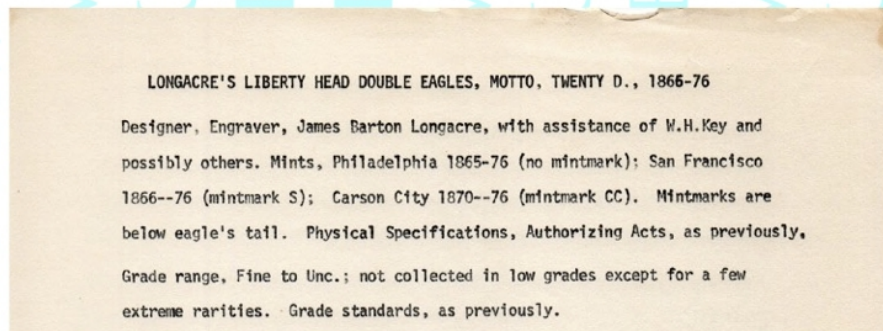 LONGACRE'S LIBERTY HEAD DOUBLE EAGLES, MOTTO, TWENTY D., 1866-76
Designer, Engraver, James Barton Longacre, with assistance of W.H.Key and
possibly others. Mints, Philadelphia 1865-76 (no mintmark); San Francisco
1866--76 (mintmark S); Carson City 1870--76 (mintmark CC). Mintmarks are
below eagle's tail. Physical Specifications, Authorizing Acts, as previously.
Grade range, Fine to Unc.; not collected in low grades except for a few
extreme rarities. Grade standards, as previously.